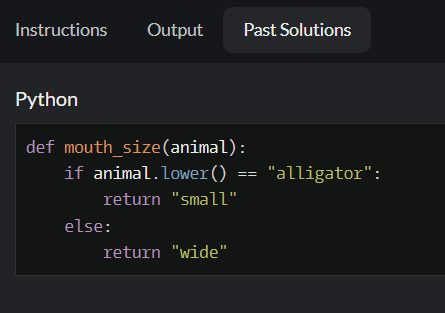 Instructions Output Past Solutions
Python
def mouth_size(animal):
    if animal.lower() == "alligator":
        return "small"
    else:
        return "wide"